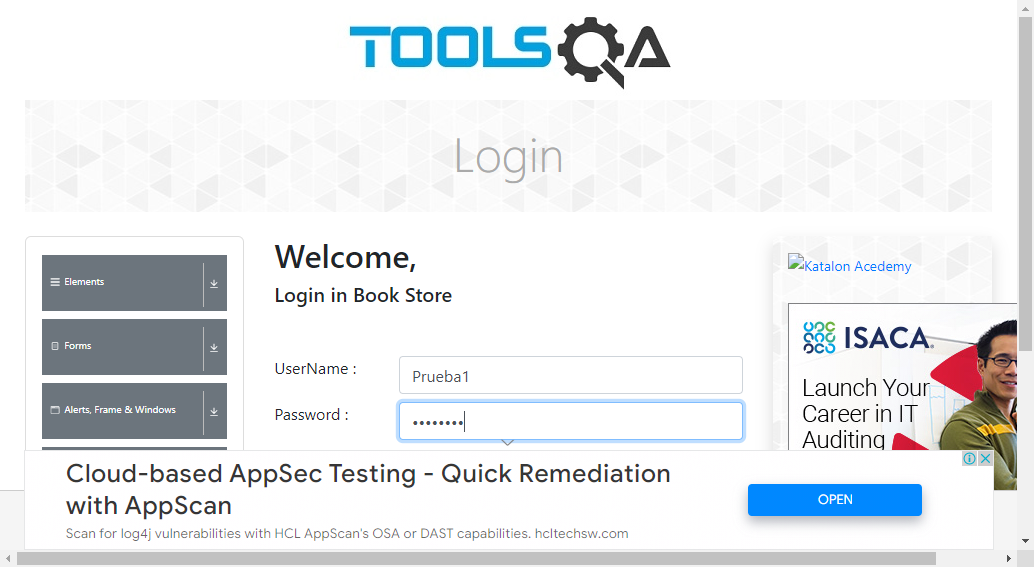 TOOLSQA
Login
Welcome,
Login in Book Store
Elements
Forms
Alerts, Frame & Windows
UserName :
Prueba1
Password :
••••••••
Katalon Acedemy
ISACA.
Launch Your
Career in IT
Auditing
Cloud-based AppSec Testing - Quick Remediation
with AppScan
Scan for log4j vulnerabilities with HCL AppScan's OSA or DAST capabilities. hcltechsw.com
OPEN